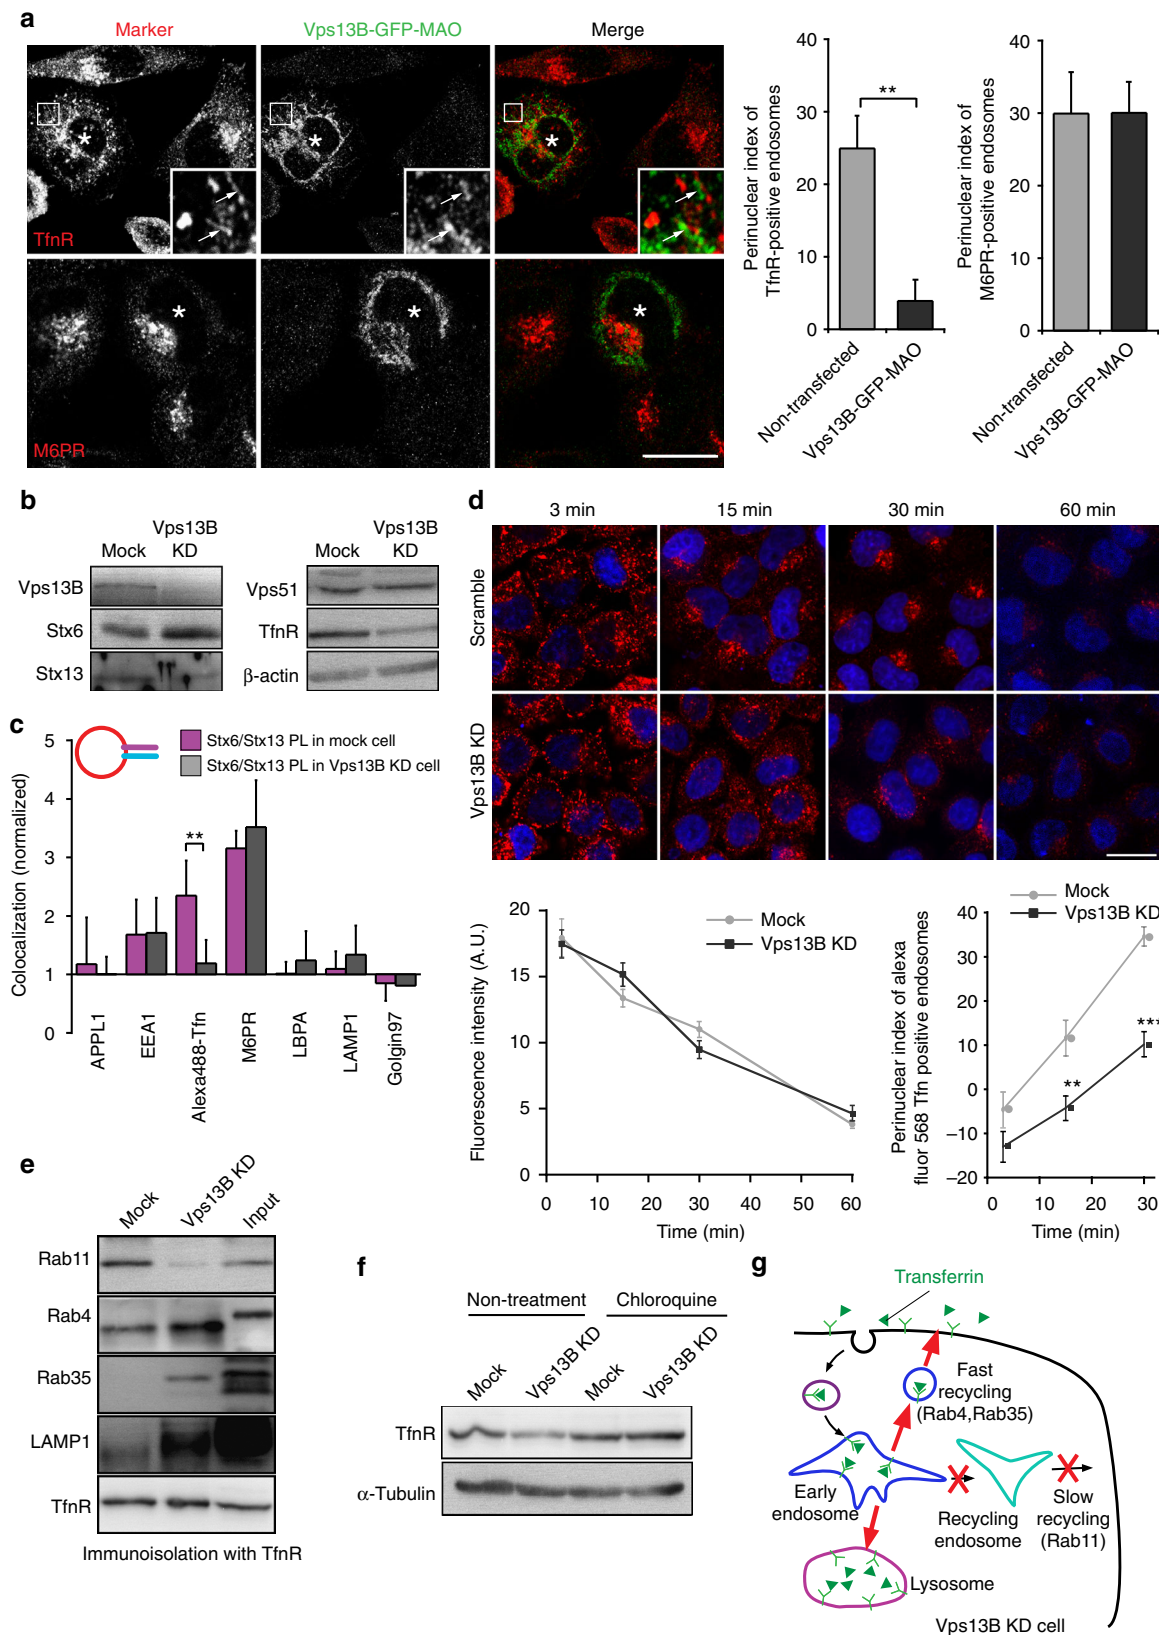 a
Marker
Vps13B-GFP-MAO
Merge
TfnR
M6PR
*
*
*
*
*
*
Perinuclear index of
TfnR-positive endosomes
40
30
20
10
0
**
Non-transfected
Vps13B-GFP-MAO
Perinuclear index of
M6PR-positive endosomes
40
30
20
10
0
Non-transfected
Vps13B-GFP-MAO
b
Mock
Vps13B
KD
Vps13B
Stx6
Stx13
Mock
Vps13B
KD
Vps51
TfnR
β-actin
c
Stx6/Stx13 PL in mock cell
Stx6/Stx13 PL in Vps13B KD cell
Colocalization (normalized)
5
4
3
2
1
0
**
APPL1
EEA1
Alexa488-Tfn
M6PR
LBPA
LAMP1
Golgin97
d
3 min
15 min
30 min
60 min
Scramble
Vps13B KD
Fluorescence intensity (A.U.)
20
15
10
5
0
0
10
20
30
40
50
60
Time (min)
Mock
Vps13B KD
Perinuclear index of alexa
fluor 568 Tfn positive endosomes
Mock
Vps13B KD
40
30
20
10
0
−10
−20
**
***
0
10
20
30
Time (min)
e
Mock
Vps13B KD
Input
Rab11
Rab4
Rab35
LAMP1
TfnR
Immunoisolation with TfnR
f
Non-treatment
Chloroquine
Mock
Vps13B KD
Mock
Vps13B KD
TfnR
α-Tubulin
g
Transferrin
Fast
recycling
(Rab4,Rab35)
Early
endosome
Recycling
endosome
Slow
recycling
(Rab11)
Lysosome
Vps13B KD cell